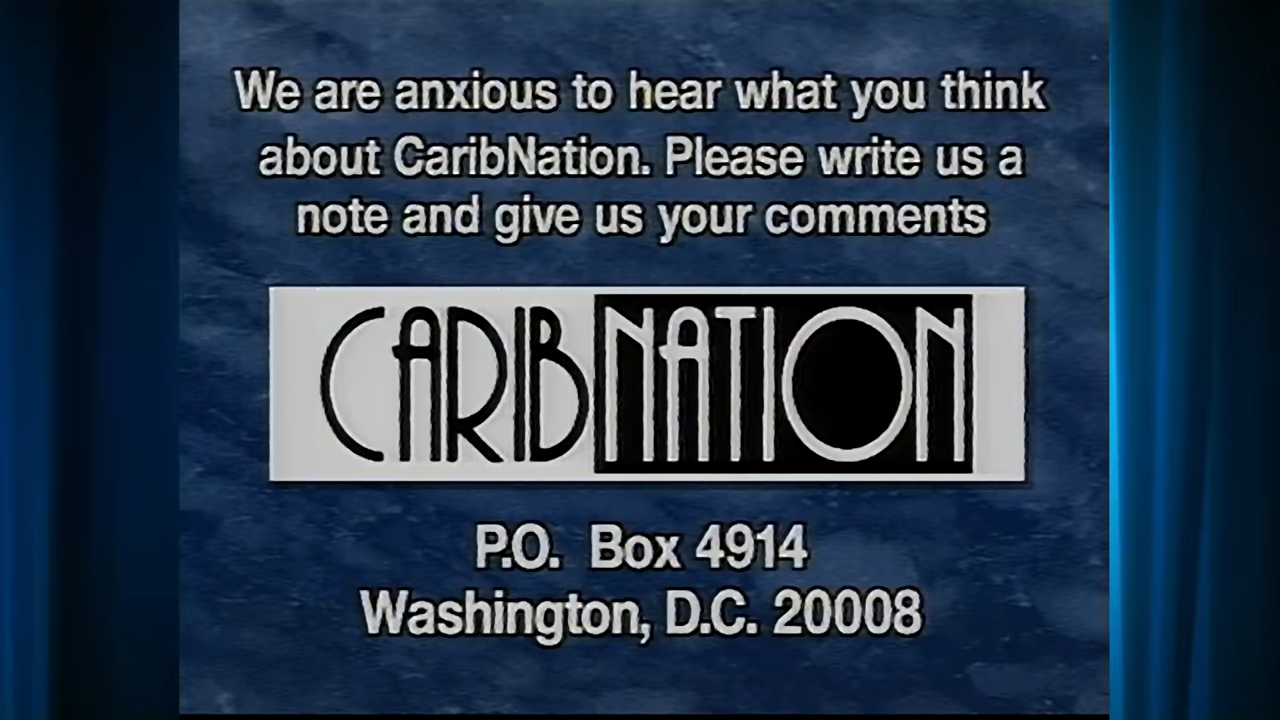 We are anxious to hear what you think
about CaribNation. Please write us a
note and give us your comments
CARIBNATION
P.O. Box 4914
Washington, D.C. 20008